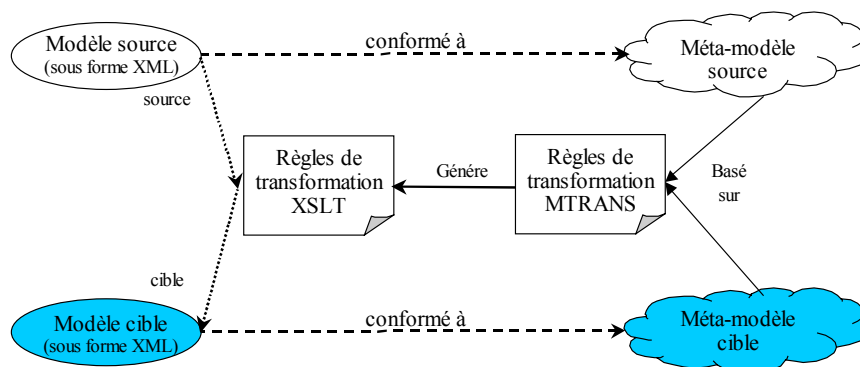 Modèle source
(sous forme XML)
conformé à
Méta-modèle
source
source
Règles de
transformation
XSLT
Génére
Règles de
transformation
MTRANS
Basé
sur
cible
Modèle cible
(sous forme XML)
conformé à
Méta-modèle
cible